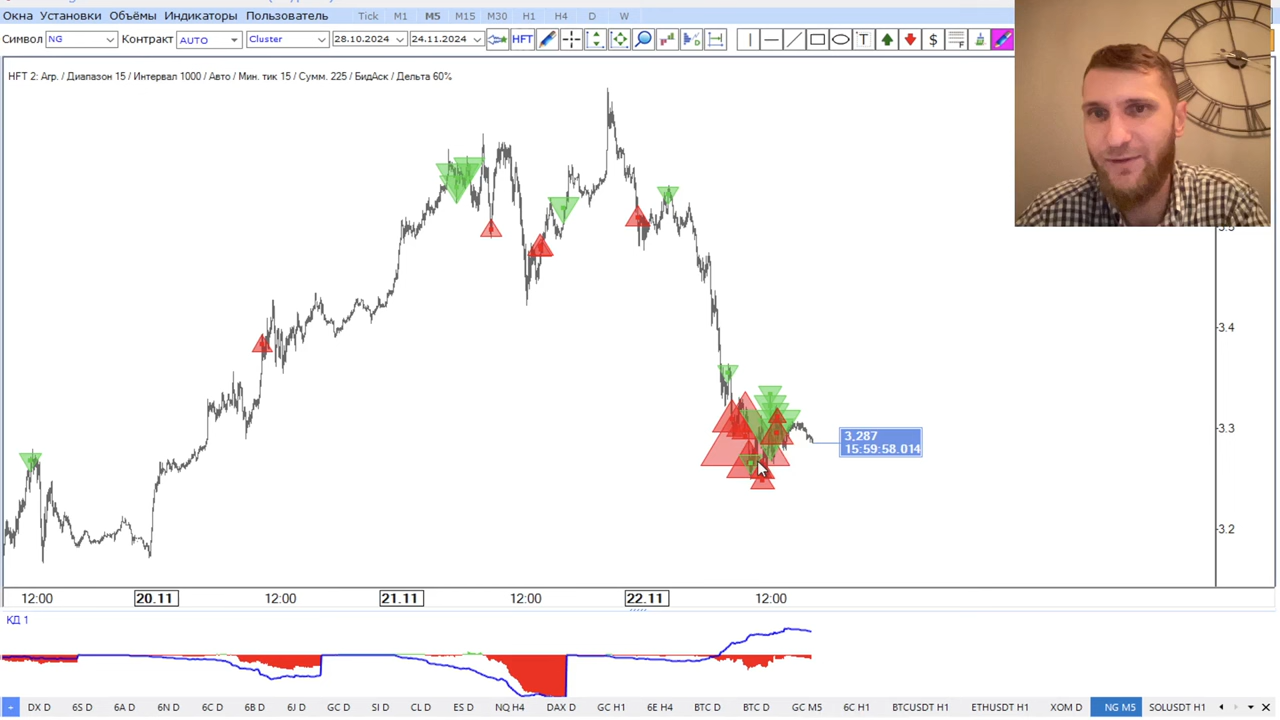 Окна Установки Объёмы Индикаторы Пользователь Tick M1 M5 M15 M30 H1 H4 D W
Символ NG Контракт AUTO Cluster 28.10.2024 24.11.2024 HFT T $
HFT 2: Агр. / Диапазон 15 / Интервал 1000 / Авто / Мин. тик 15 / Сумм. 225 / БидАск / Дельта 60%
3.4
3.3
3,287
15:59:58.014
3.2
12:00 20.11 12:00 21.11 12:00 22.11 12:00
КД 1
DX D 6S D 6A D 6N D 6C D 6B D 6J D GC D SI D CL D ES D NQ H4 DAX D GC H1 6E H4 BTC D BTC D GC M5 6C H1 BTCUSDT H1 ETHUSDT H1 XOM D NG M5 SOLUSDT H1